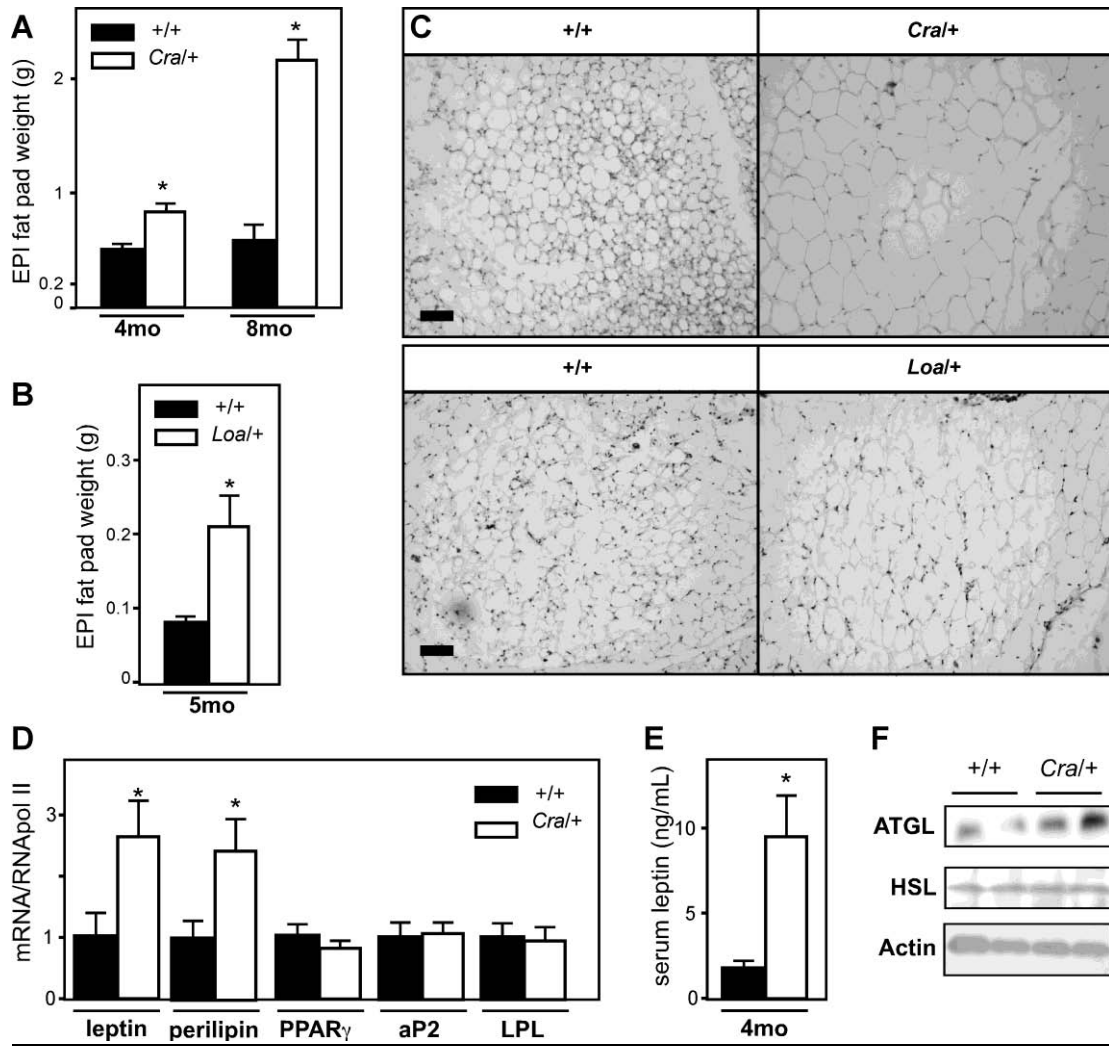 A
+/+
Cra/+
EPI fat pad weight (g)
2
1
0.2
0
*
*
4mo
8mo
B
+/+
Loa/+
EPI fat pad weight (g)
0.3
0.2
0.1
0
*
5mo
C
+/+
Cra/+
+/+
Loa/+
D
mRNA/RNApol II
3
1
0
*
*
+/+
Cra/+
leptin
perilipin
PPARγ
aP2
LPL
E
serum leptin (ng/mL)
10
5
0
*
4mo
F
+/+
Cra/+
ATGL
HSL
Actin